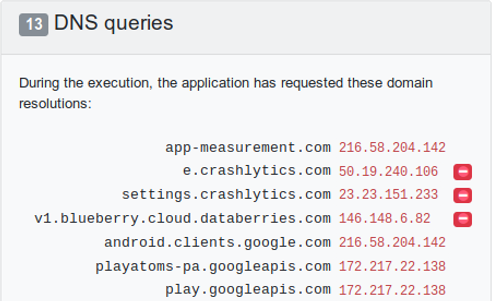 13 DNS queries
During the execution, the application has requested these domain
resolutions:
app-measurement.com 216.58.204.142
e.crashlytics.com 50.19.240.106
settings.crashlytics.com 23.23.151.233
v1.blueberry.cloud.databerries.com 146.148.6.82
android.clients.google.com 216.58.204.142
playatoms-pa.googleapis.com 172.217.22.138
play.googleapis.com 172.217.22.138